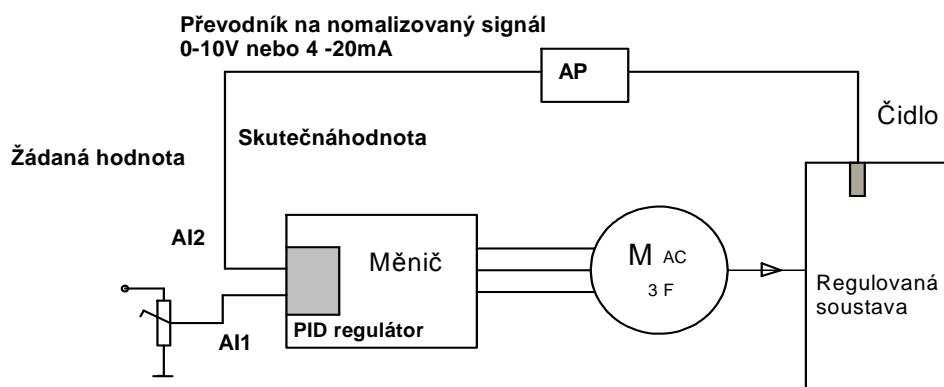 Převodník na nomalizovaný signál
0-10V nebo 4 -20mA
AP
Čidlo
Skutečnáhodnota
Žádaná hodnota
AI2
Měnič
M AC
3 F
Regulovaná
soustava
PID regulátor
AI1